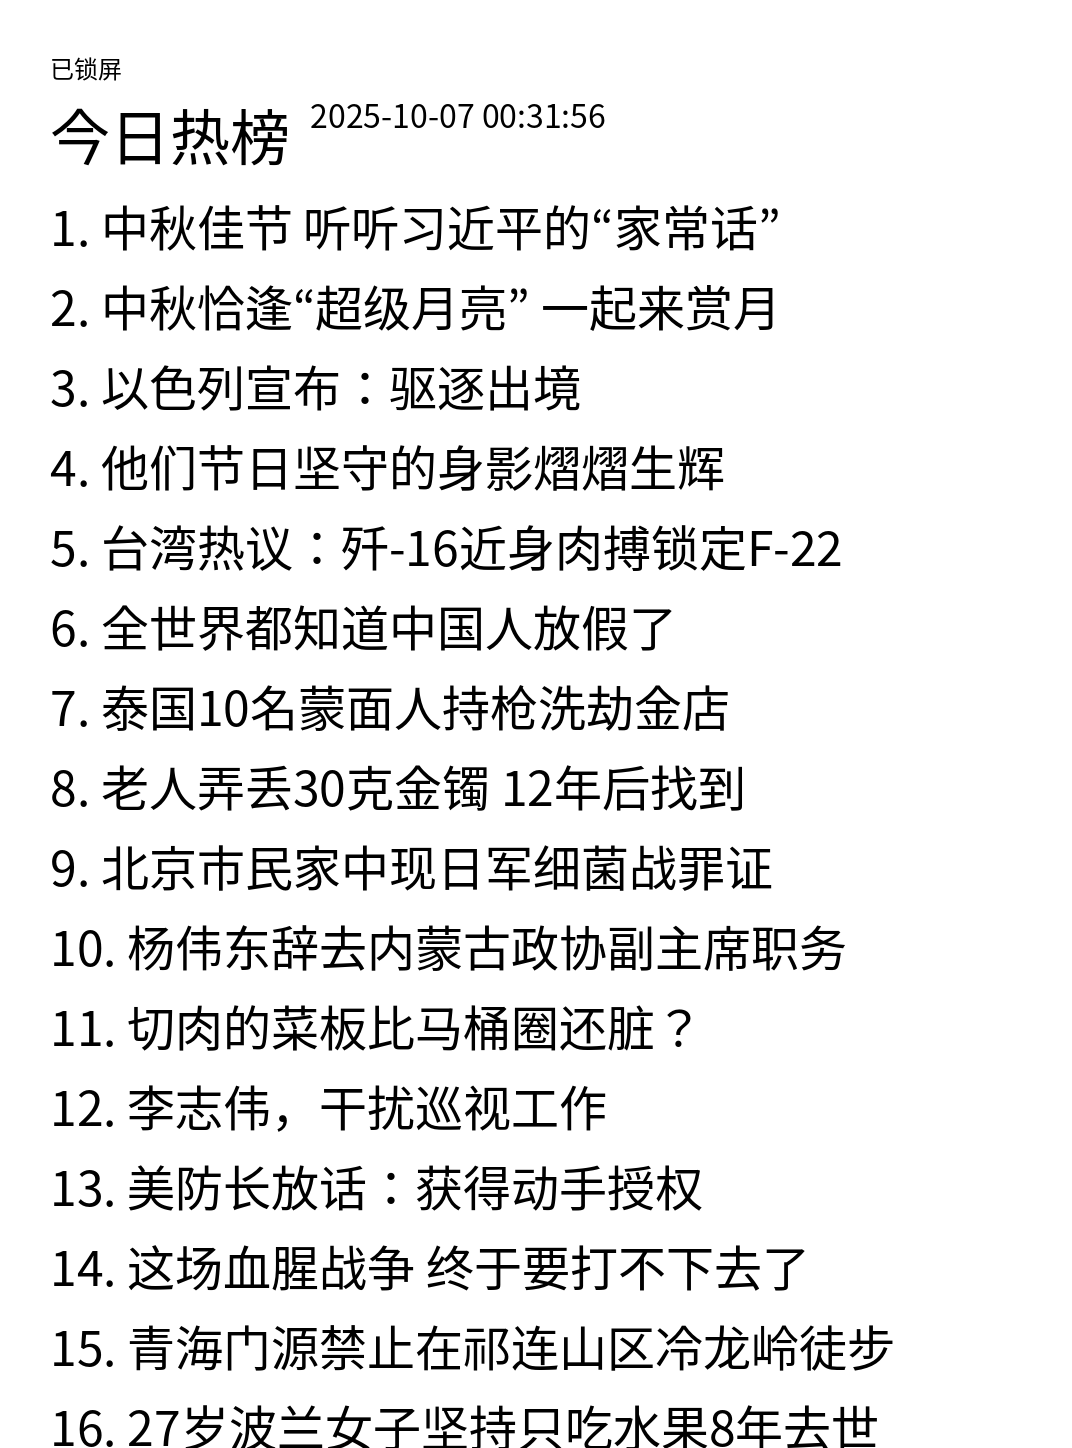 已锁屏
今日热榜 2025-10-07 00:31:56
1. 中秋佳节 听听习近平的“家常话”
2. 中秋恰逢“超级月亮” 一起来赏月
3. 以色列宣布：驱逐出境
4. 他们节日坚守的身影熠熠生辉
5. 台湾热议：歼-16近身肉搏锁定F-22
6. 全世界都知道中国人放假了
7. 泰国10名蒙面人持枪洗劫金店
8. 老人弄丢30克金镯 12年后找到
9. 北京市民家中现日军细菌战罪证
10. 杨伟东辞去内蒙古政协副主席职务
11. 切肉的菜板比马桶圈还脏？
12. 李志伟，干扰巡视工作
13. 美防长放话：获得动手授权
14. 这场血腥战争 终于要打不下去了
15. 青海门源禁止在祁连山区冷龙岭徒步
16. 27岁波兰女子坚持只吃水果8年去世